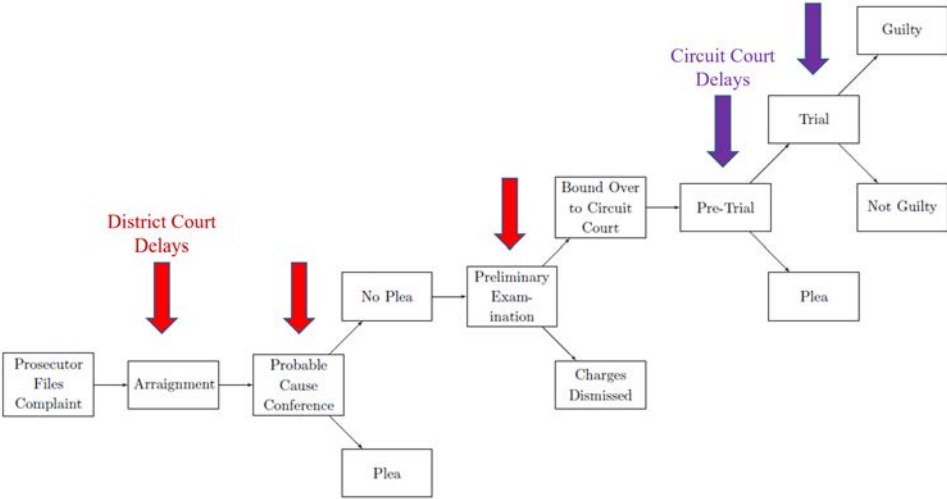 Prosecutor
Files
Complaint
District Court
Delays
Arraignment
Probable
Cause
Conference
No Plea
Plea
Preliminary
Exam-
ination
Bound Over
to Circuit
Court
Charges
Dismissed
Circuit Court
Delays
Pre-Trial
Trial
Plea
Guilty
Not Guilty